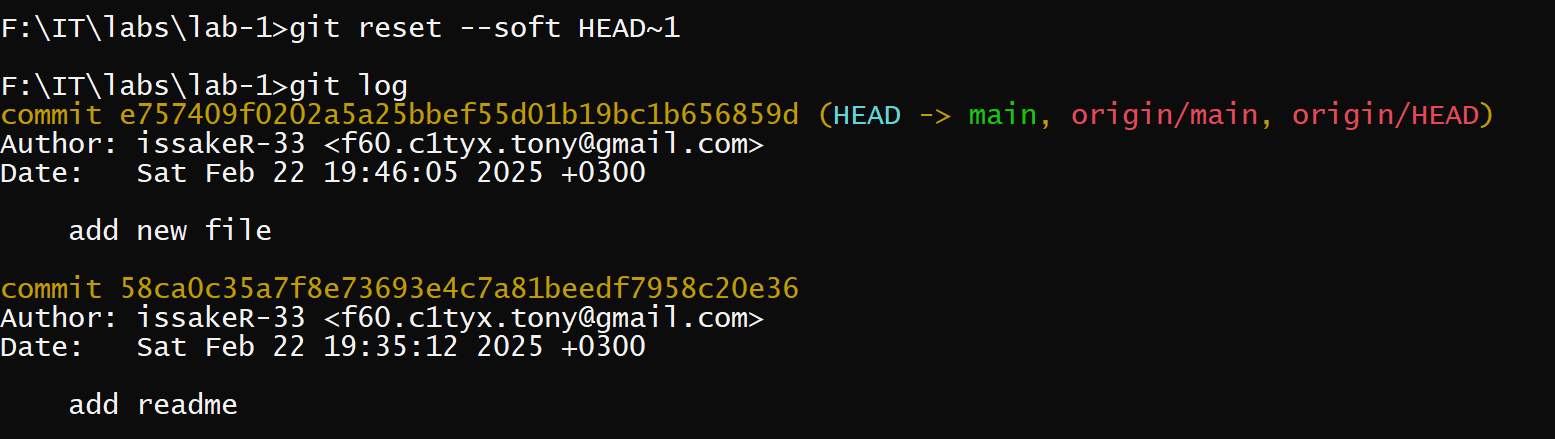 F:\IT\labs\lab-1>git reset --soft HEAD~1
F:\IT\labs\lab-1>git log
commit e757409f0202a5a25bbef55d01b19bc1b656859d (HEAD -> main, origin/main, origin/HEAD)
Author: issakeR-33 <f60.c1tyx.tony@gmail.com>
Date:   Sat Feb 22 19:46:05 2025 +0300
    add new file
commit 58ca0c35a7f8e73693e4c7a81beedf7958c20e36
Author: issakeR-33 <f60.c1tyx.tony@gmail.com>
Date:   Sat Feb 22 19:35:12 2025 +0300
    add readme